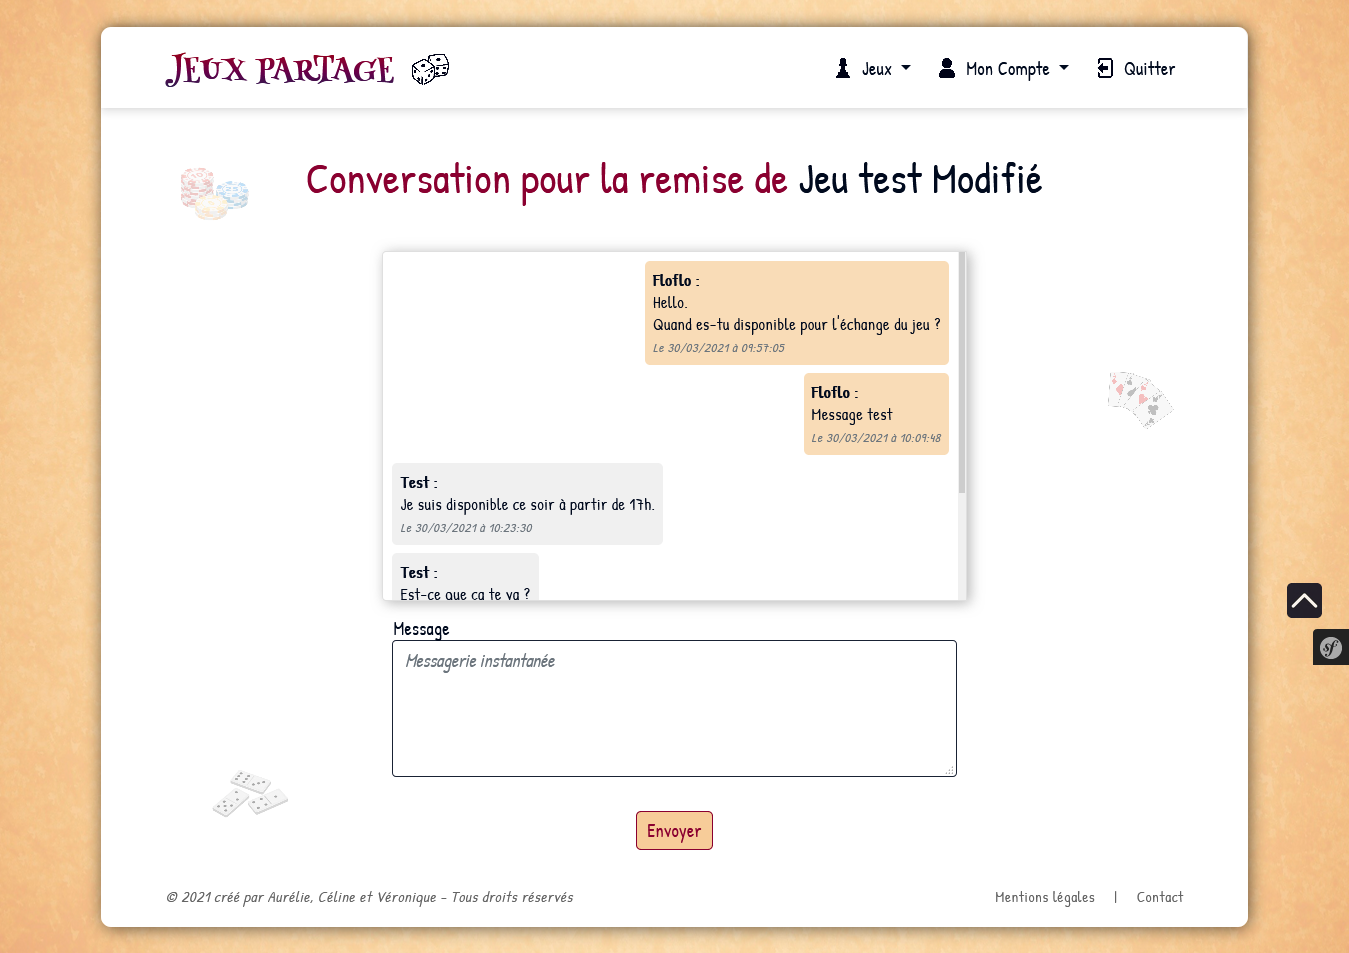 Jeux Partage
Jeux
Mon Compte
Quitter
Conversation pour la remise de Jeu test Modifié
Floflo :
Hello.
Quand es-tu disponible pour l'échange du jeu ?
Le 30/03/2021 à 09:57:05
Floflo :
Message test
Le 30/03/2021 à 10:09:48
Test :
Je suis disponible ce soir à partir de 17h.
Le 30/03/2021 à 10:23:30
Test :
Est-ce que ça te va ?
Message
Messagerie instantanée
Envoyer
© 2021 créé par Aurélie, Céline et Véronique - Tous droits réservés
Mentions légales | Contact
sf